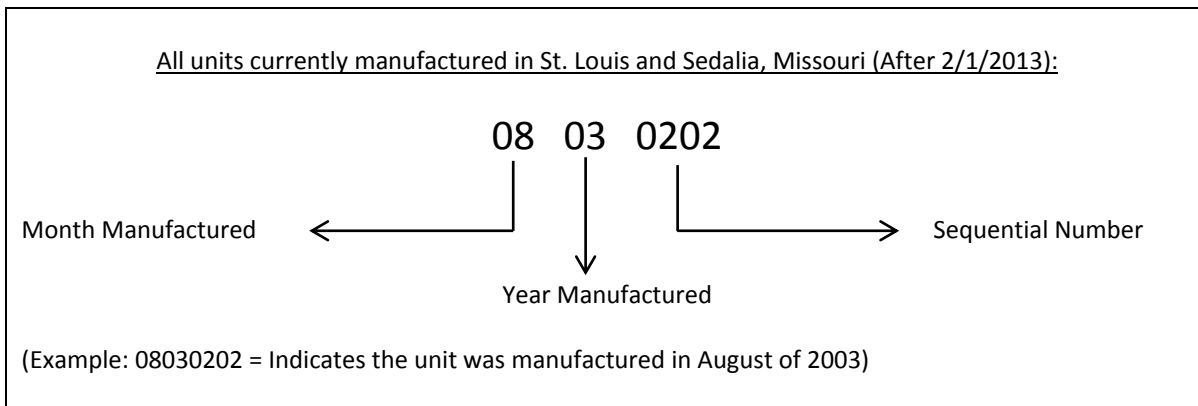 All units currently manufactured in St. Louis and Sedalia, Missouri (After 2/1/2013):
08 03 0202
Month Manufactured
Sequential Number
Year Manufactured
(Example: 08030202 = Indicates the unit was manufactured in August of 2003)